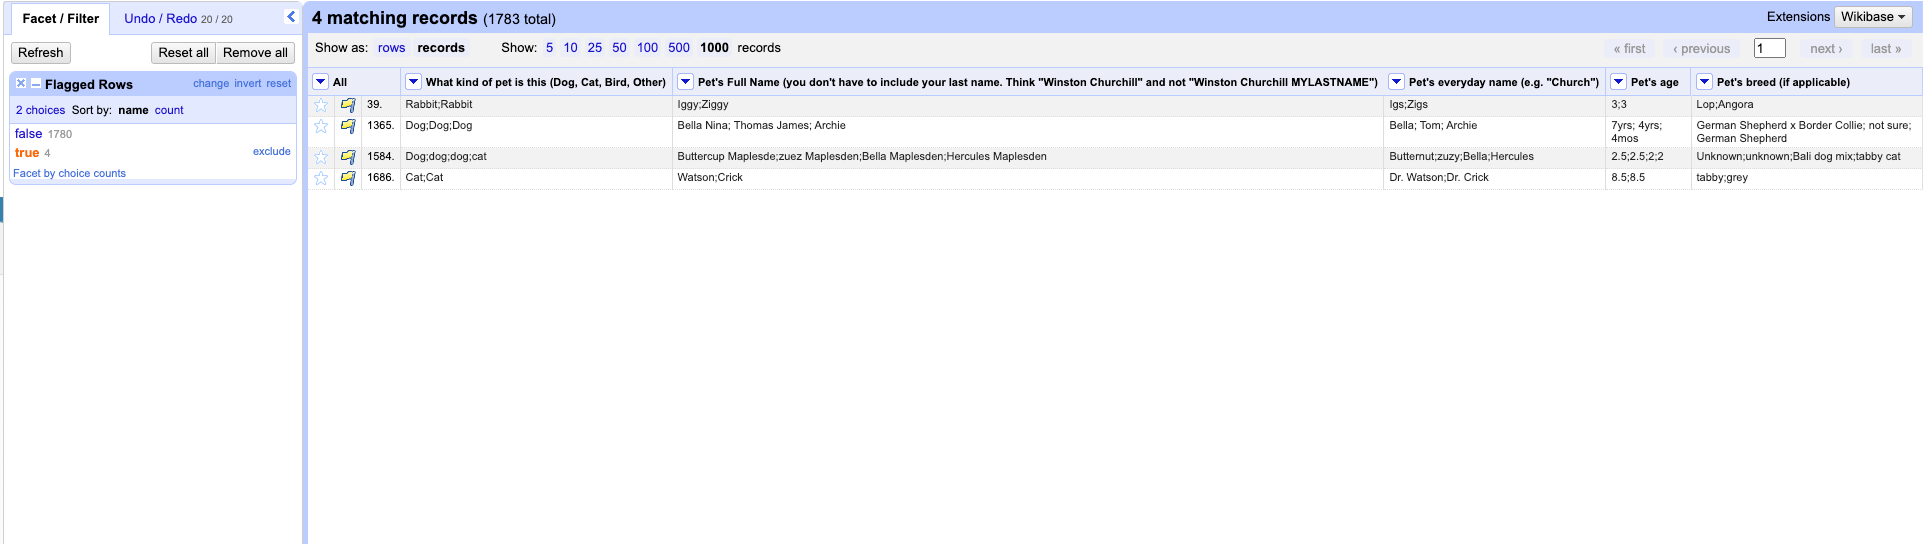 Facet / Filter Undo / Redo 20 / 20
Refresh Reset all Remove all
Flagged Rows change invert reset
2 choices Sort by: name count
false 1780
true 4 exclude
Facet by choice counts
4 matching records (1783 total) Extensions Wikibase
Show as: rows records Show: 5 10 25 50 100 500 1000 records « first ‹ previous 1 next › last »
All What kind of pet is this (Dog, Cat, Bird, Other) Pet's Full Name (you don't have to include your last name. Think "Winston Churchill" and not "Winston Churchill MYLASTNAME") Pet's everyday name (e.g. "Church") Pet's age Pet's breed (if applicable)
39. Rabbit;Rabbit Iggy;Ziggy Igs;Zigs 3;3 Lop;Angora
1365. Dog;Dog;Dog Bella Nina; Thomas James; Archie Bella; Tom; Archie 7yrs; 4yrs; German Shepherd x Border Collie; not sure;
4mos German Shepherd
1584. Dog;dog;dog;cat Buttercup Maplesde;zuez Maplesden;Bella Maplesden;Hercules Maplesden Butternut;zuzy;Bella;Hercules 2.5;2.5;2;2 Unknown;unknown;Bali dog mix;tabby cat
1686. Cat;Cat Watson;Crick Dr. Watson;Dr. Crick 8.5;8.5 tabby;grey